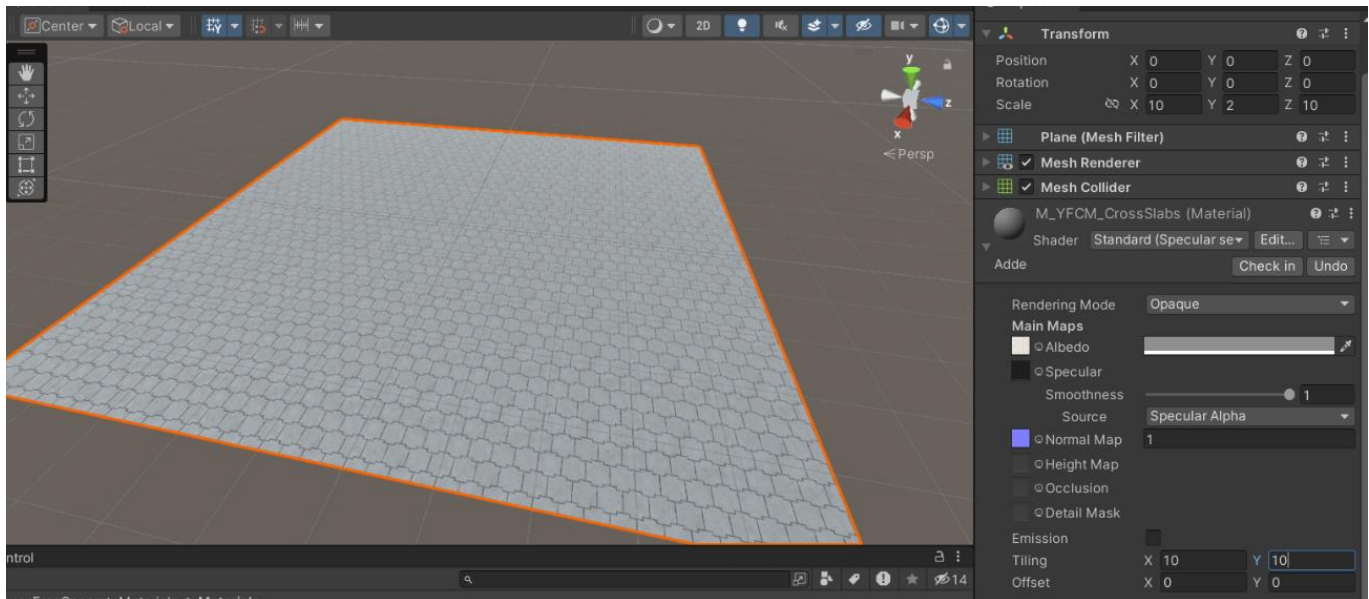 Center Local 2D
y
z
x
Persp
ntrol
14
Transform
Position X 0 Y 0 Z 0
Rotation X 0 Y 0 Z 0
Scale X 10 Y 2 Z 10
Plane (Mesh Filter)
Mesh Renderer
Mesh Collider
M_YFCM_CrossSlabs (Material)
Shader Standard (Specular se Edit...
Adde Check in Undo
Rendering Mode Opaque
Main Maps
Albedo
Specular
Smoothness 1
Source Specular Alpha
Normal Map 1
Height Map
Occlusion
Detail Mask
Emission
Tiling X 10 Y 10
Offset X 0 Y 0